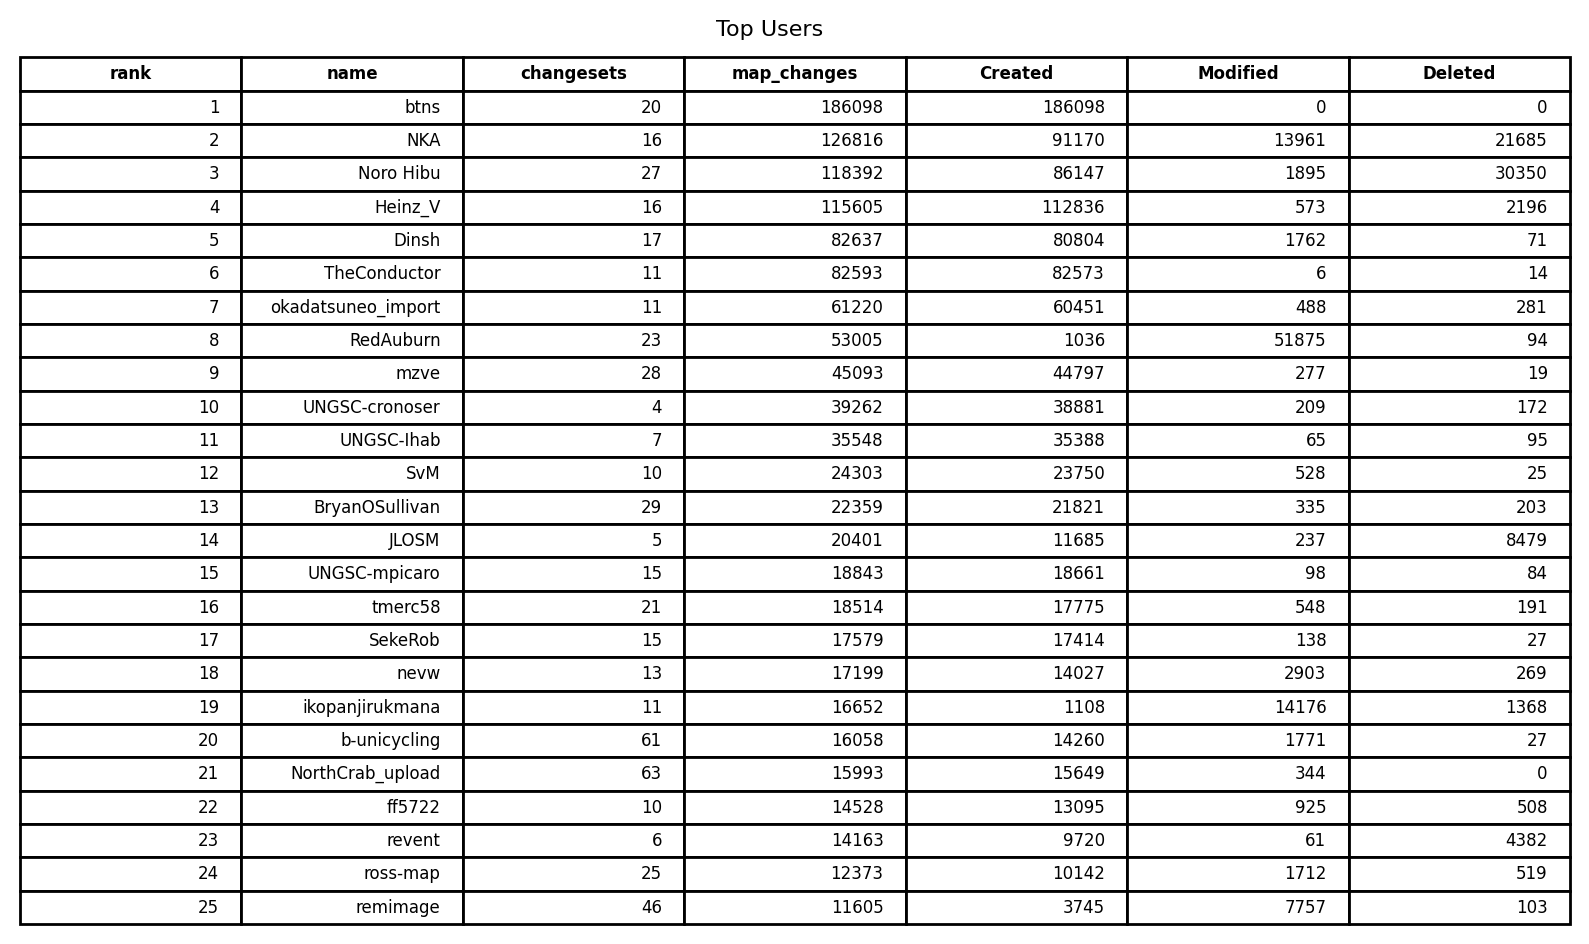 Top Users
rank name changesets map_changes Created Modified Deleted
1 btns 20 186098 186098 0 0
2 NKA 16 126816 91170 13961 21685
3 Noro Hibu 27 118392 86147 1895 30350
4 Heinz_V 16 115605 112836 573 2196
5 Dinsh 17 82637 80804 1762 71
6 TheConductor 11 82593 82573 6 14
7 okadatsuneo_import 11 61220 60451 488 281
8 RedAuburn 23 53005 1036 51875 94
9 mzve 28 45093 44797 277 19
10 UNGSC-cronoser 4 39262 38881 209 172
11 UNGSC-Ihab 7 35548 35388 65 95
12 SvM 10 24303 23750 528 25
13 BryanOSullivan 29 22359 21821 335 203
14 JLOSM 5 20401 11685 237 8479
15 UNGSC-mpicaro 15 18843 18661 98 84
16 tmerc58 21 18514 17775 548 191
17 SekeRob 15 17579 17414 138 27
18 nevw 13 17199 14027 2903 269
19 ikopanjirukmana 11 16652 1108 14176 1368
20 b-unicycling 61 16058 14260 1771 27
21 NorthCrab_upload 63 15993 15649 344 0
22 ff5722 10 14528 13095 925 508
23 revent 6 14163 9720 61 4382
24 ross-map 25 12373 10142 1712 519
25 remimage 46 11605 3745 7757 103